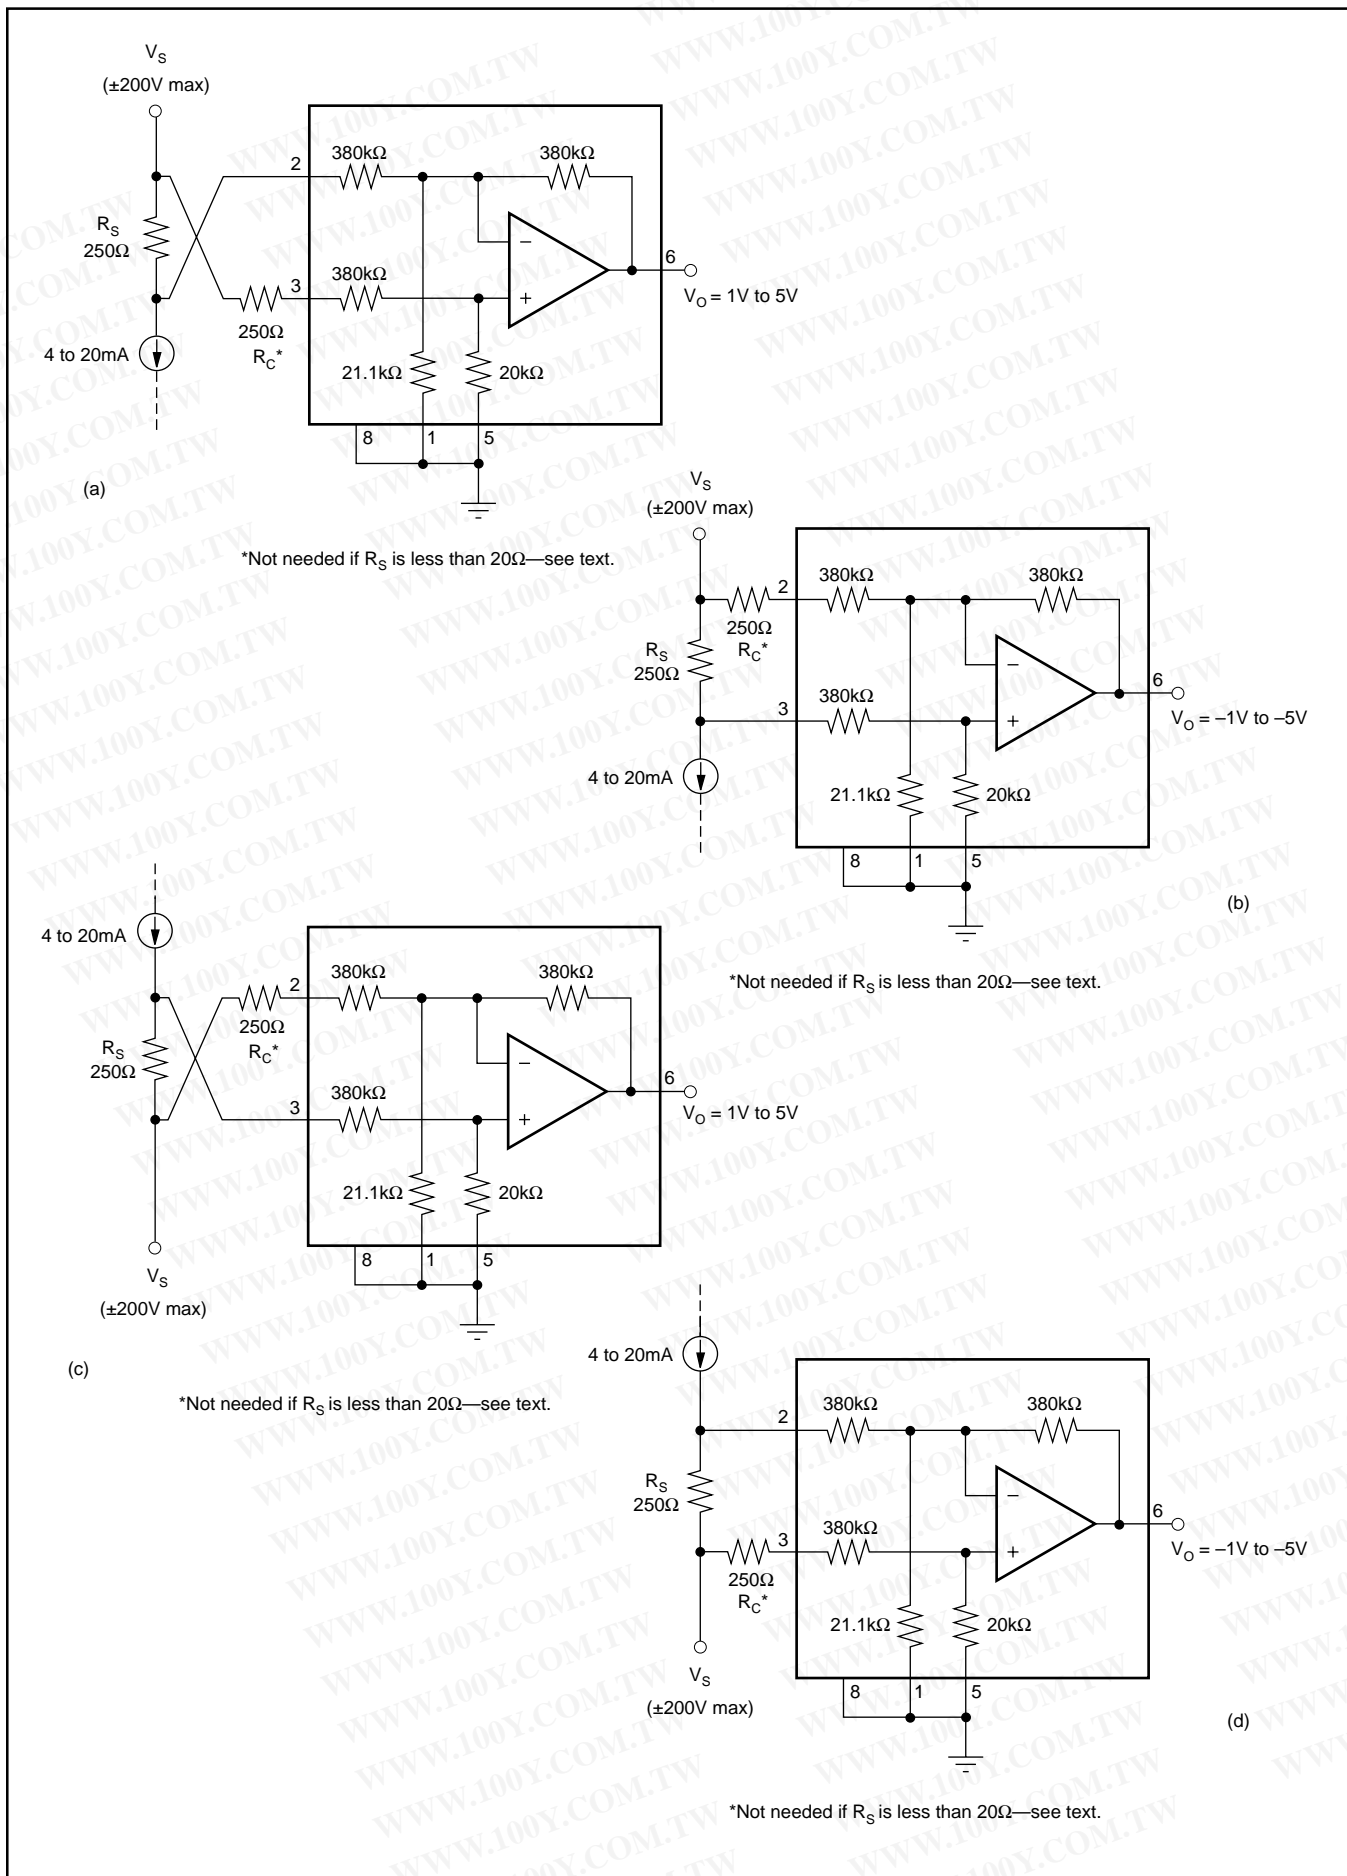 V_S
(±200V max)
R_S
250Ω
4 to 20mA
250Ω
R_C*
2
3
380kΩ
380kΩ
380kΩ
−
+
6
V_O = 1V to 5V
21.1kΩ
20kΩ
8
1
5
(a)
*Not needed if R_S is less than 20Ω—see text.
V_S
(±200V max)
R_S
250Ω
4 to 20mA
250Ω
R_C*
2
3
380kΩ
380kΩ
380kΩ
−
+
6
V_O = –1V to –5V
21.1kΩ
20kΩ
8
1
5
(b)
*Not needed if R_S is less than 20Ω—see text.
4 to 20mA
R_S
250Ω
V_S
(±200V max)
250Ω
R_C*
2
3
380kΩ
380kΩ
380kΩ
−
+
6
V_O = 1V to 5V
21.1kΩ
20kΩ
8
1
5
(c)
*Not needed if R_S is less than 20Ω—see text.
4 to 20mA
R_S
250Ω
250Ω
R_C*
V_S
(±200V max)
2
3
380kΩ
380kΩ
380kΩ
−
+
6
V_O = –1V to –5V
21.1kΩ
20kΩ
8
1
5
(d)
*Not needed if R_S is less than 20Ω—see text.
WWW.100Y.COM.TW